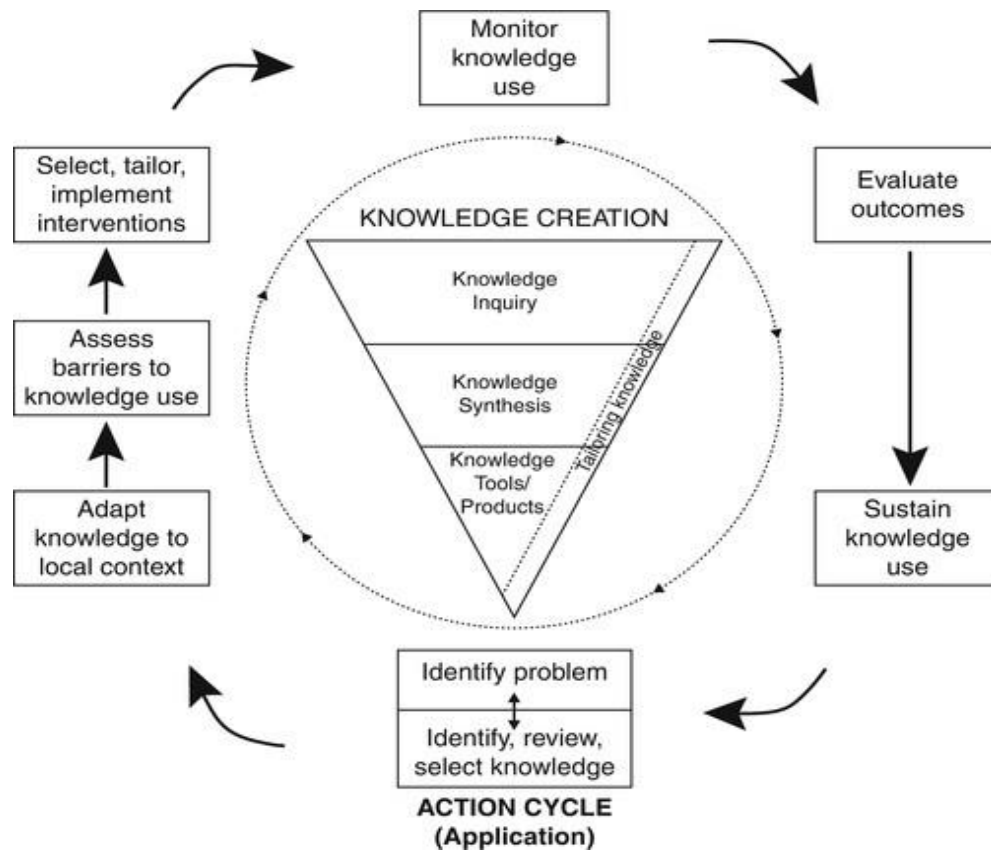 Monitor
knowledge
use
Select, tailor,
implement
interventions
Evaluate
outcomes
KNOWLEDGE CREATION
Knowledge
Inquiry
Assess
barriers to
knowledge use
Knowledge
Synthesis
Tailoring knowledge
Knowledge
Tools/
Products
Adapt
knowledge to
local context
Sustain
knowledge
use
Identify problem
Identify, review,
select knowledge
ACTION CYCLE
(Application)